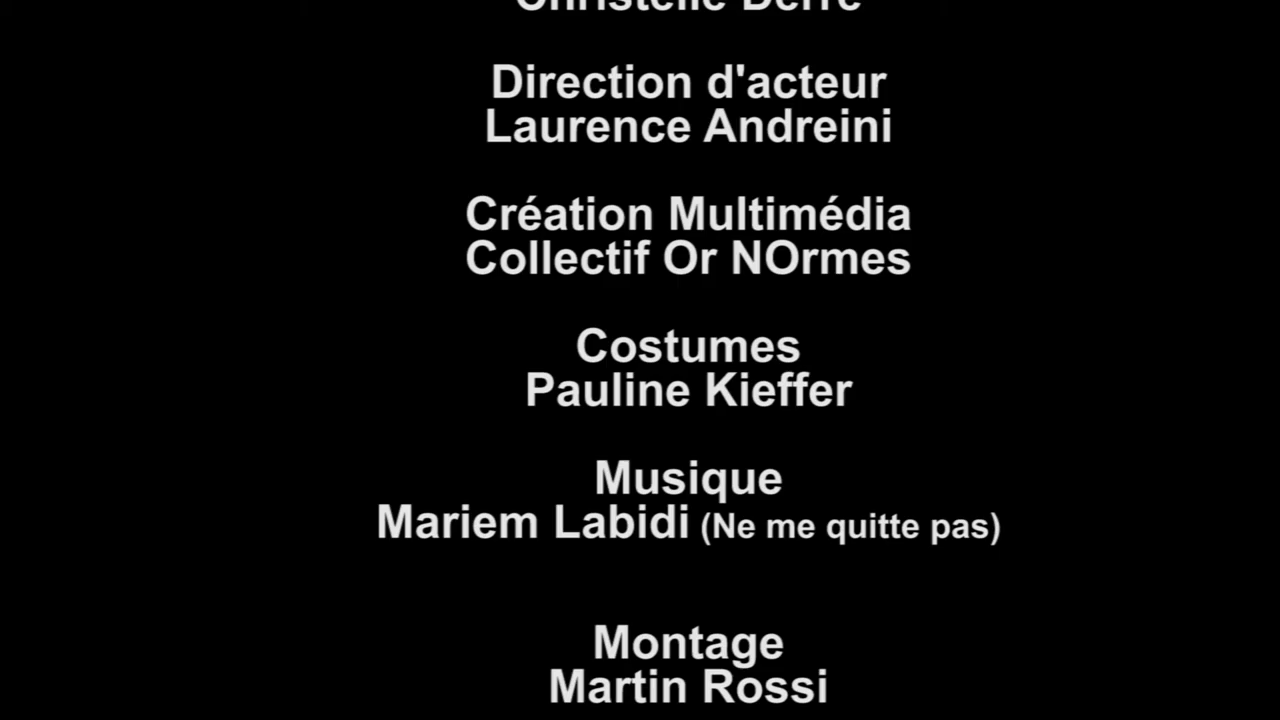 Christelle Derre
Direction d'acteur
Laurence Andreini
Création Multimédia
Collectif Or NOrmes
Costumes
Pauline Kieffer
Musique
Mariem Labidi (Ne me quitte pas)
Montage
Martin Rossi